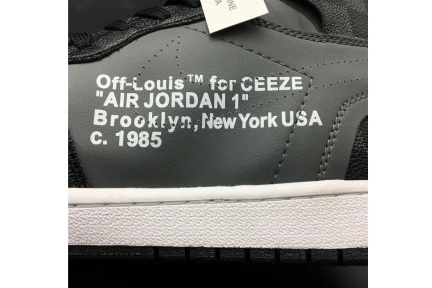 Off-Louis™ for CEEZE
"AIR JORDAN 1"
Brooklyn, New York USA
c. 1985